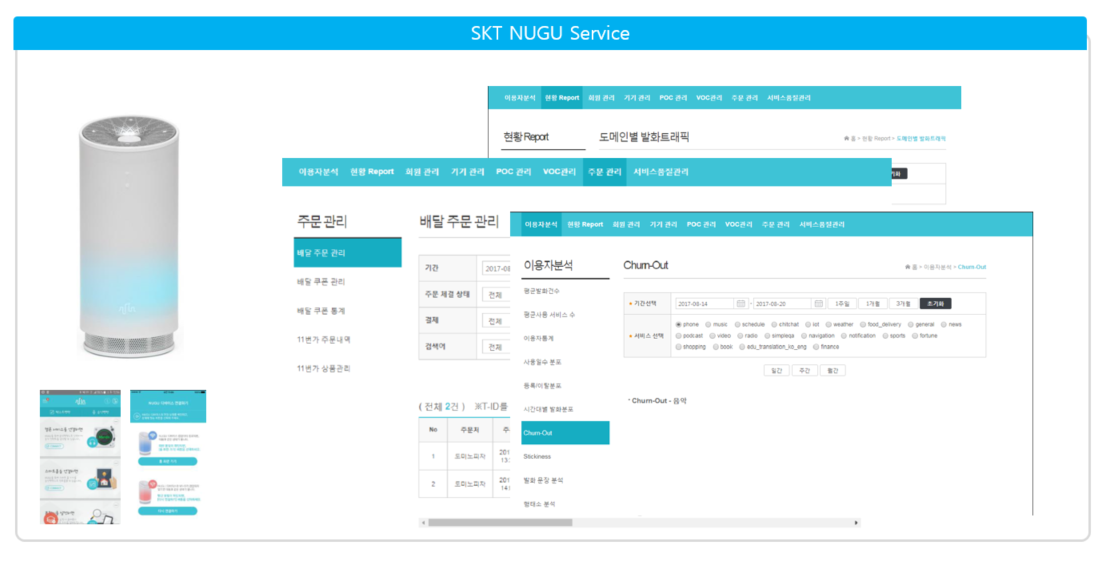 SKT NUGU Service
이용자분석 현황 Report 회원 관리 기기 관리 POC 관리 VOC관리 주문 관리 서비스품질관리
현황 Report
도메인별 발화트래픽
홈 > 현황 Report > 도메인별 발화트래픽
이용자분석 현황 Report 회원 관리 기기 관리 POC 관리 VOC관리 주문 관리 서비스품질관리
주문 관리
배달 주문 관리
배달 쿠폰 관리
배달 쿠폰 통계
11번가 주문내역
11번가 상품관리
배달 주문 관리
기간 2017-08
주문 체결 상태 전체
결제 전체
검색어 전체
( 전체 2건 ) ※T-ID를
No 주문자 주
1 도미노피자 201
13:
2 도미노피자 201
14:
이용자분석 현황 Report 회원 관리 기기 관리 POC 관리 VOC관리 주문 관리 서비스품질관리
이용자분석
평균발화건수
평균사용 서비스 수
이용자통계
사용일수 분포
등록/이탈분포
시간대별 발화분포
Churn-Out
Stickiness
발화 문장 분석
형태소 분석
Churn-Out
홈 > 이용자분석 > Churn-Out
기간선택 2017-08-14 - 2017-08-20 1주일 1개월 3개월 초기화
서비스 선택 phone music schedule chitchat iot weather food_delivery general news
podcast video radio simpleqa navigation notification sports fortune
shopping book edu_translation_ko_eng finance
일간 주간 월간
* Churn-Out - 음악